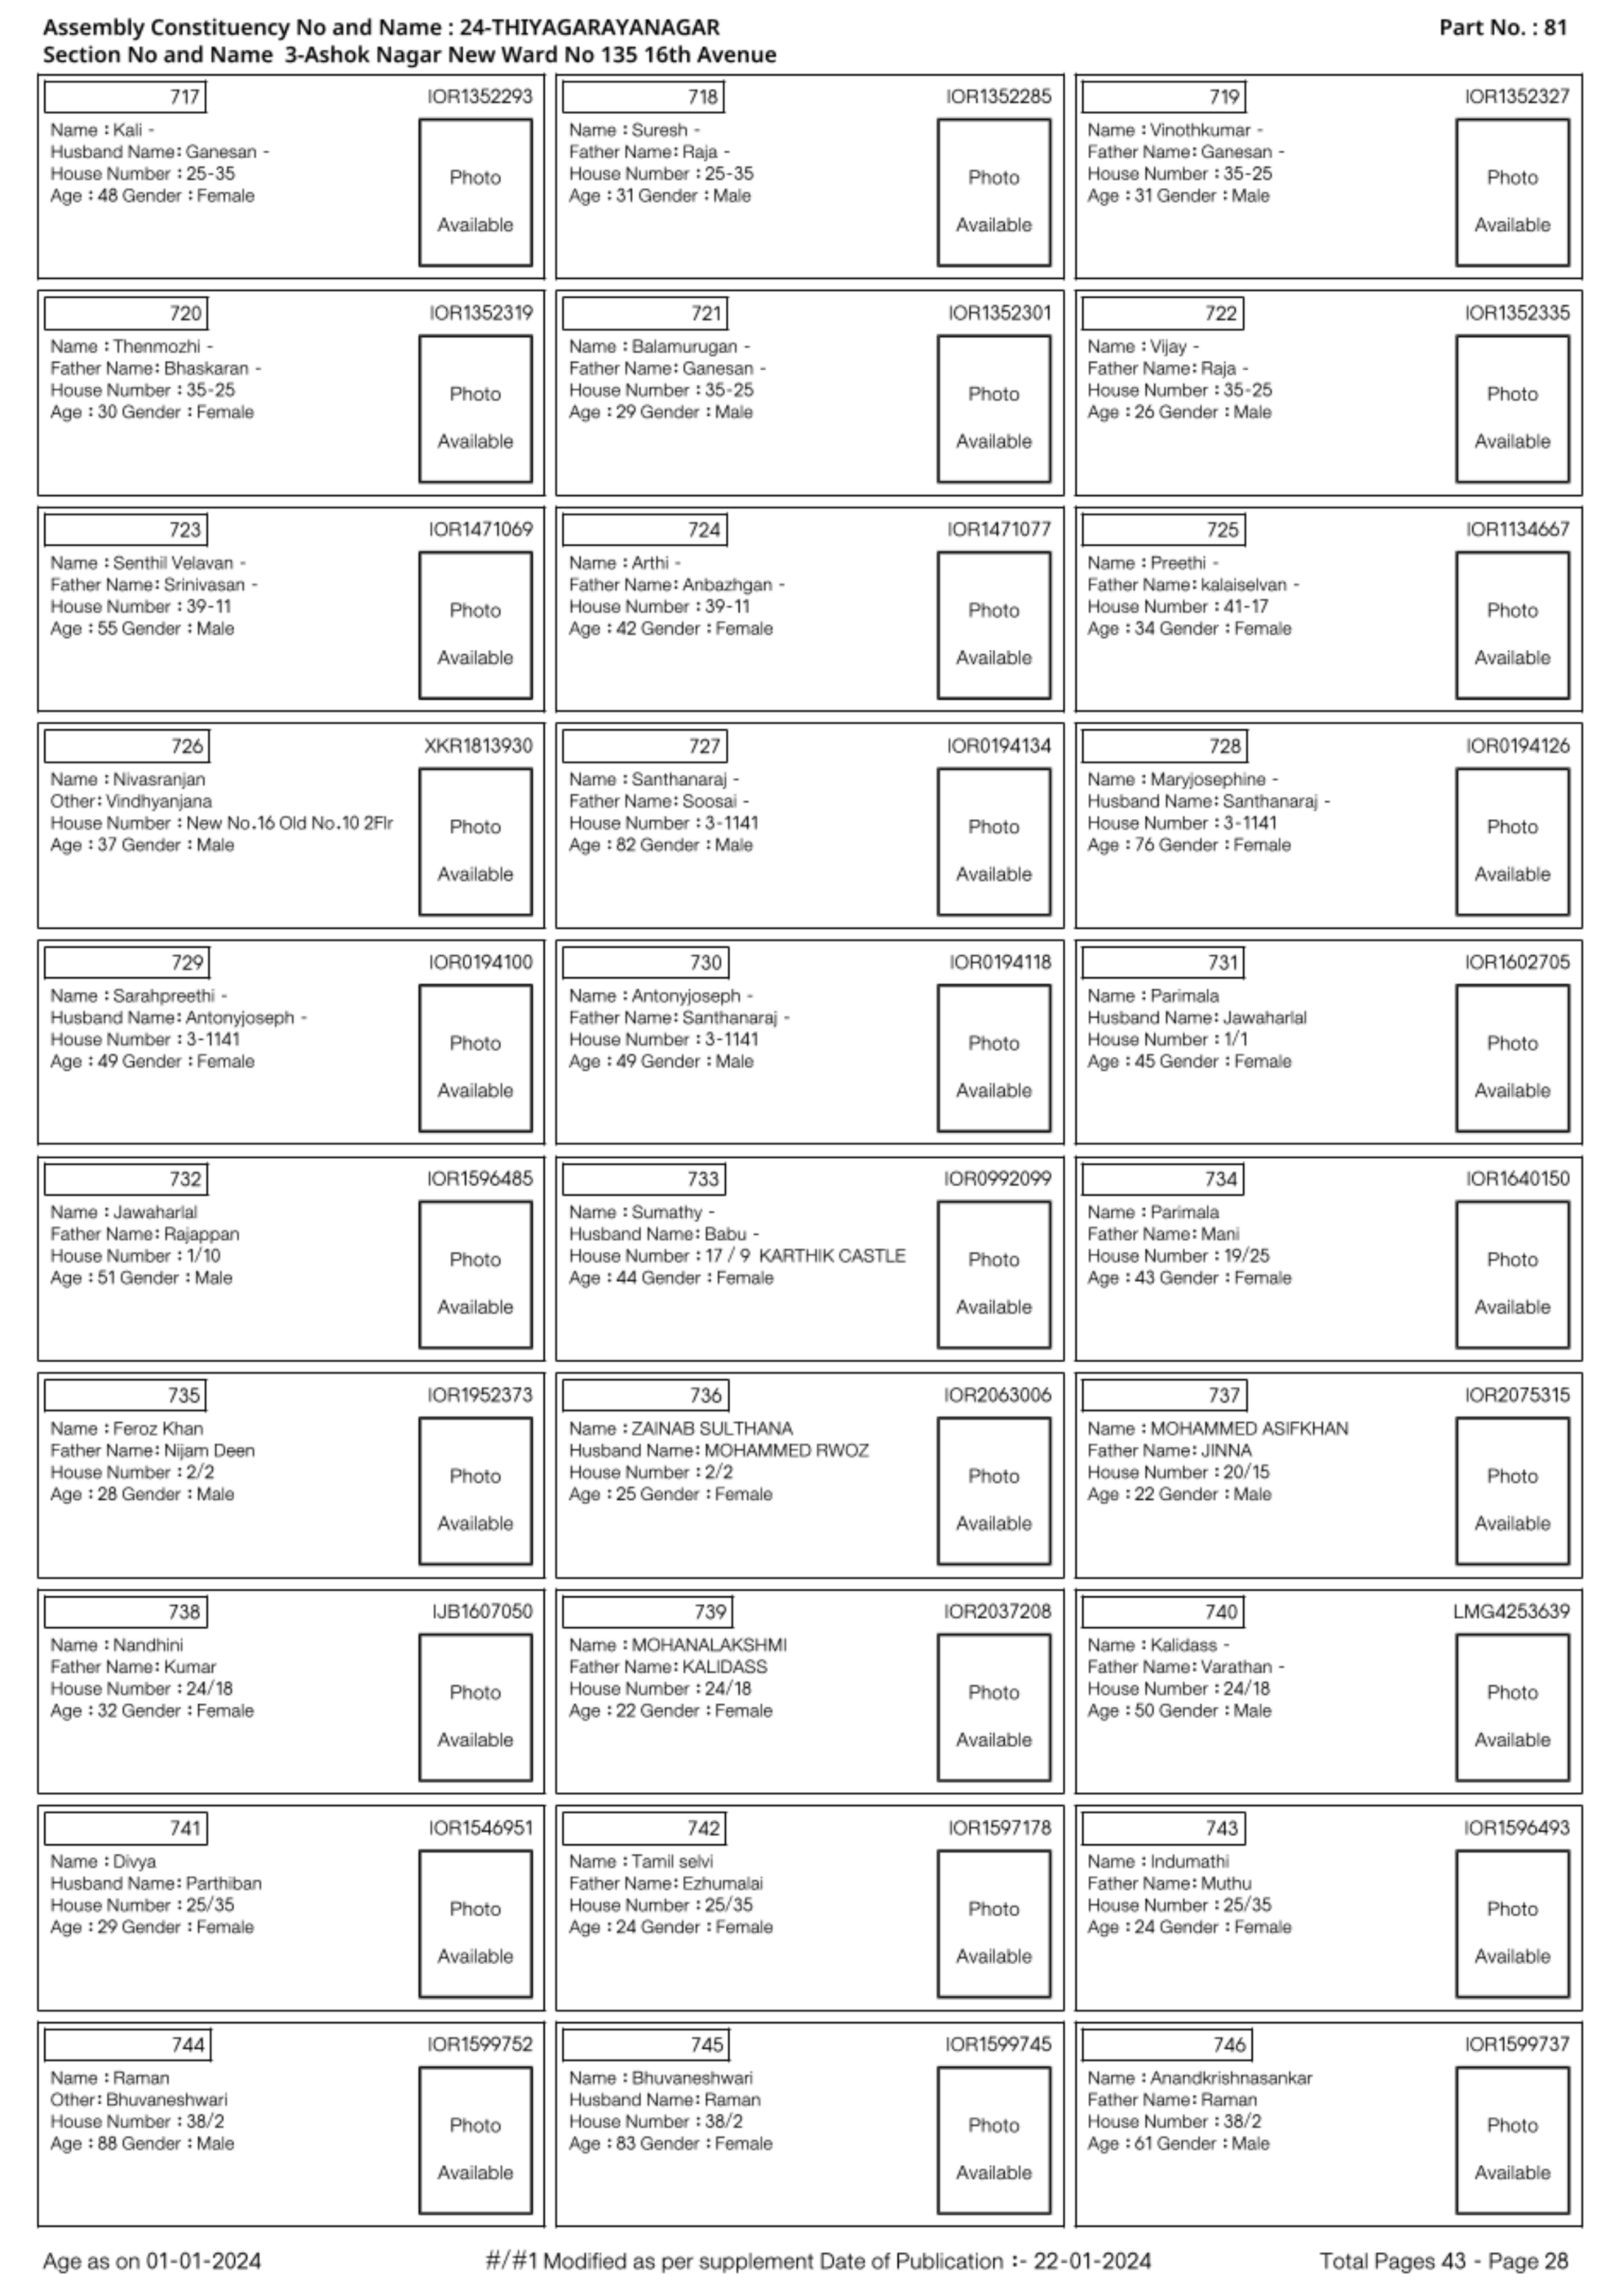 Assembly Constituency No and Name : 24-THIYAGARAYANAGAR
Part No. : 81
Section No and Name 3-Ashok Nagar New Ward No 135 16th Avenue
717
IOR1352293
Name : Kali -
Husband Name: Ganesan -
House Number : 25-35
Age : 48 Gender : Female
Photo
Available
718
IOR1352285
Name : Suresh -
Father Name: Raja -
House Number : 25-35
Age : 31 Gender : Male
Photo
Available
719
IOR1352327
Name : Vinothkumar -
Father Name: Ganesan -
House Number : 35-25
Age : 31 Gender : Male
Photo
Available
720
IOR1352319
Name : Thenmozhi -
Father Name: Bhaskaran -
House Number : 35-25
Age : 30 Gender : Female
Photo
Available
721
IOR1352301
Name : Balamurugan -
Father Name: Ganesan -
House Number : 35-25
Age : 29 Gender : Male
Photo
Available
722
IOR1352335
Name : Vijay -
Father Name: Raja -
House Number : 35-25
Age : 26 Gender : Male
Photo
Available
723
IOR1471069
Name : Senthil Velavan -
Father Name: Srinivasan -
House Number : 39-11
Age : 55 Gender : Male
Photo
Available
724
IOR1471077
Name : Arthi -
Father Name: Anbazhgan -
House Number : 39-11
Age : 42 Gender : Female
Photo
Available
725
IOR1134667
Name : Preethi -
Father Name: kalaiselvan -
House Number : 41-17
Age : 34 Gender : Female
Photo
Available
726
XKR1813930
Name : Nivasranjan
Other: Vindhyanjana
House Number : New No.16 Old No.10 2Flr
Age : 37 Gender : Male
Photo
Available
727
IOR0194134
Name : Santhanaraj -
Father Name: Soosai -
House Number : 3-1141
Age : 82 Gender : Male
Photo
Available
728
IOR0194126
Name : Maryjosephine -
Husband Name: Santhanaraj -
House Number : 3-1141
Age : 76 Gender : Female
Photo
Available
729
IOR0194100
Name : Sarahpreethi -
Husband Name: Antonyjoseph -
House Number : 3-1141
Age : 49 Gender : Female
Photo
Available
730
IOR0194118
Name : Antonyjoseph -
Father Name: Santhanaraj -
House Number : 3-1141
Age : 49 Gender : Male
Photo
Available
731
IOR1602705
Name : Parimala
Husband Name: Jawaharlal
House Number : 1/1
Age : 45 Gender : Female
Photo
Available
732
IOR1596485
Name : Jawaharlal
Father Name: Rajappan
House Number : 1/10
Age : 51 Gender : Male
Photo
Available
733
IOR0992099
Name : Sumathy -
Husband Name: Babu -
House Number : 17 / 9 KARTHIK CASTLE
Age : 44 Gender : Female
Photo
Available
734
IOR1640150
Name : Parimala
Father Name: Mani
House Number : 19/25
Age : 43 Gender : Female
Photo
Available
735
IOR1952373
Name : Feroz Khan
Father Name: Nijam Deen
House Number : 2/2
Age : 28 Gender : Male
Photo
Available
736
IOR2063006
Name : ZAINAB SULTHANA
Husband Name: MOHAMMED RWOZ
House Number : 2/2
Age : 25 Gender : Female
Photo
Available
737
IOR2075315
Name : MOHAMMED ASIFKHAN
Father Name: JINNA
House Number : 20/15
Age : 22 Gender : Male
Photo
Available
738
IJB1607050
Name : Nandhini
Father Name: Kumar
House Number : 24/18
Age : 32 Gender : Female
Photo
Available
739
IOR2037208
Name : MOHANALAKSHMI
Father Name: KALIDASS
House Number : 24/18
Age : 22 Gender : Female
Photo
Available
740
LMG4253639
Name : Kalidass -
Father Name: Varathan -
House Number : 24/18
Age : 50 Gender : Male
Photo
Available
741
IOR1546951
Name : Divya
Husband Name: Parthiban
House Number : 25/35
Age : 29 Gender : Female
Photo
Available
742
IOR1597178
Name : Tamil selvi
Father Name: Ezhumalai
House Number : 25/35
Age : 24 Gender : Female
Photo
Available
743
IOR1596493
Name : Indumathi
Father Name: Muthu
House Number : 25/35
Age : 24 Gender : Female
Photo
Available
744
IOR1599752
Name : Raman
Other: Bhuvaneshwari
House Number : 38/2
Age : 88 Gender : Male
Photo
Available
745
IOR1599745
Name : Bhuvaneshwari
Husband Name: Raman
House Number : 38/2
Age : 83 Gender : Female
Photo
Available
746
IOR1599737
Name : Anandkrishnasankar
Father Name: Raman
House Number : 38/2
Age : 61 Gender : Male
Photo
Available
Age as on 01-01-2024
#/#1 Modified as per supplement Date of Publication :- 22-01-2024
Total Pages 43 - Page 28